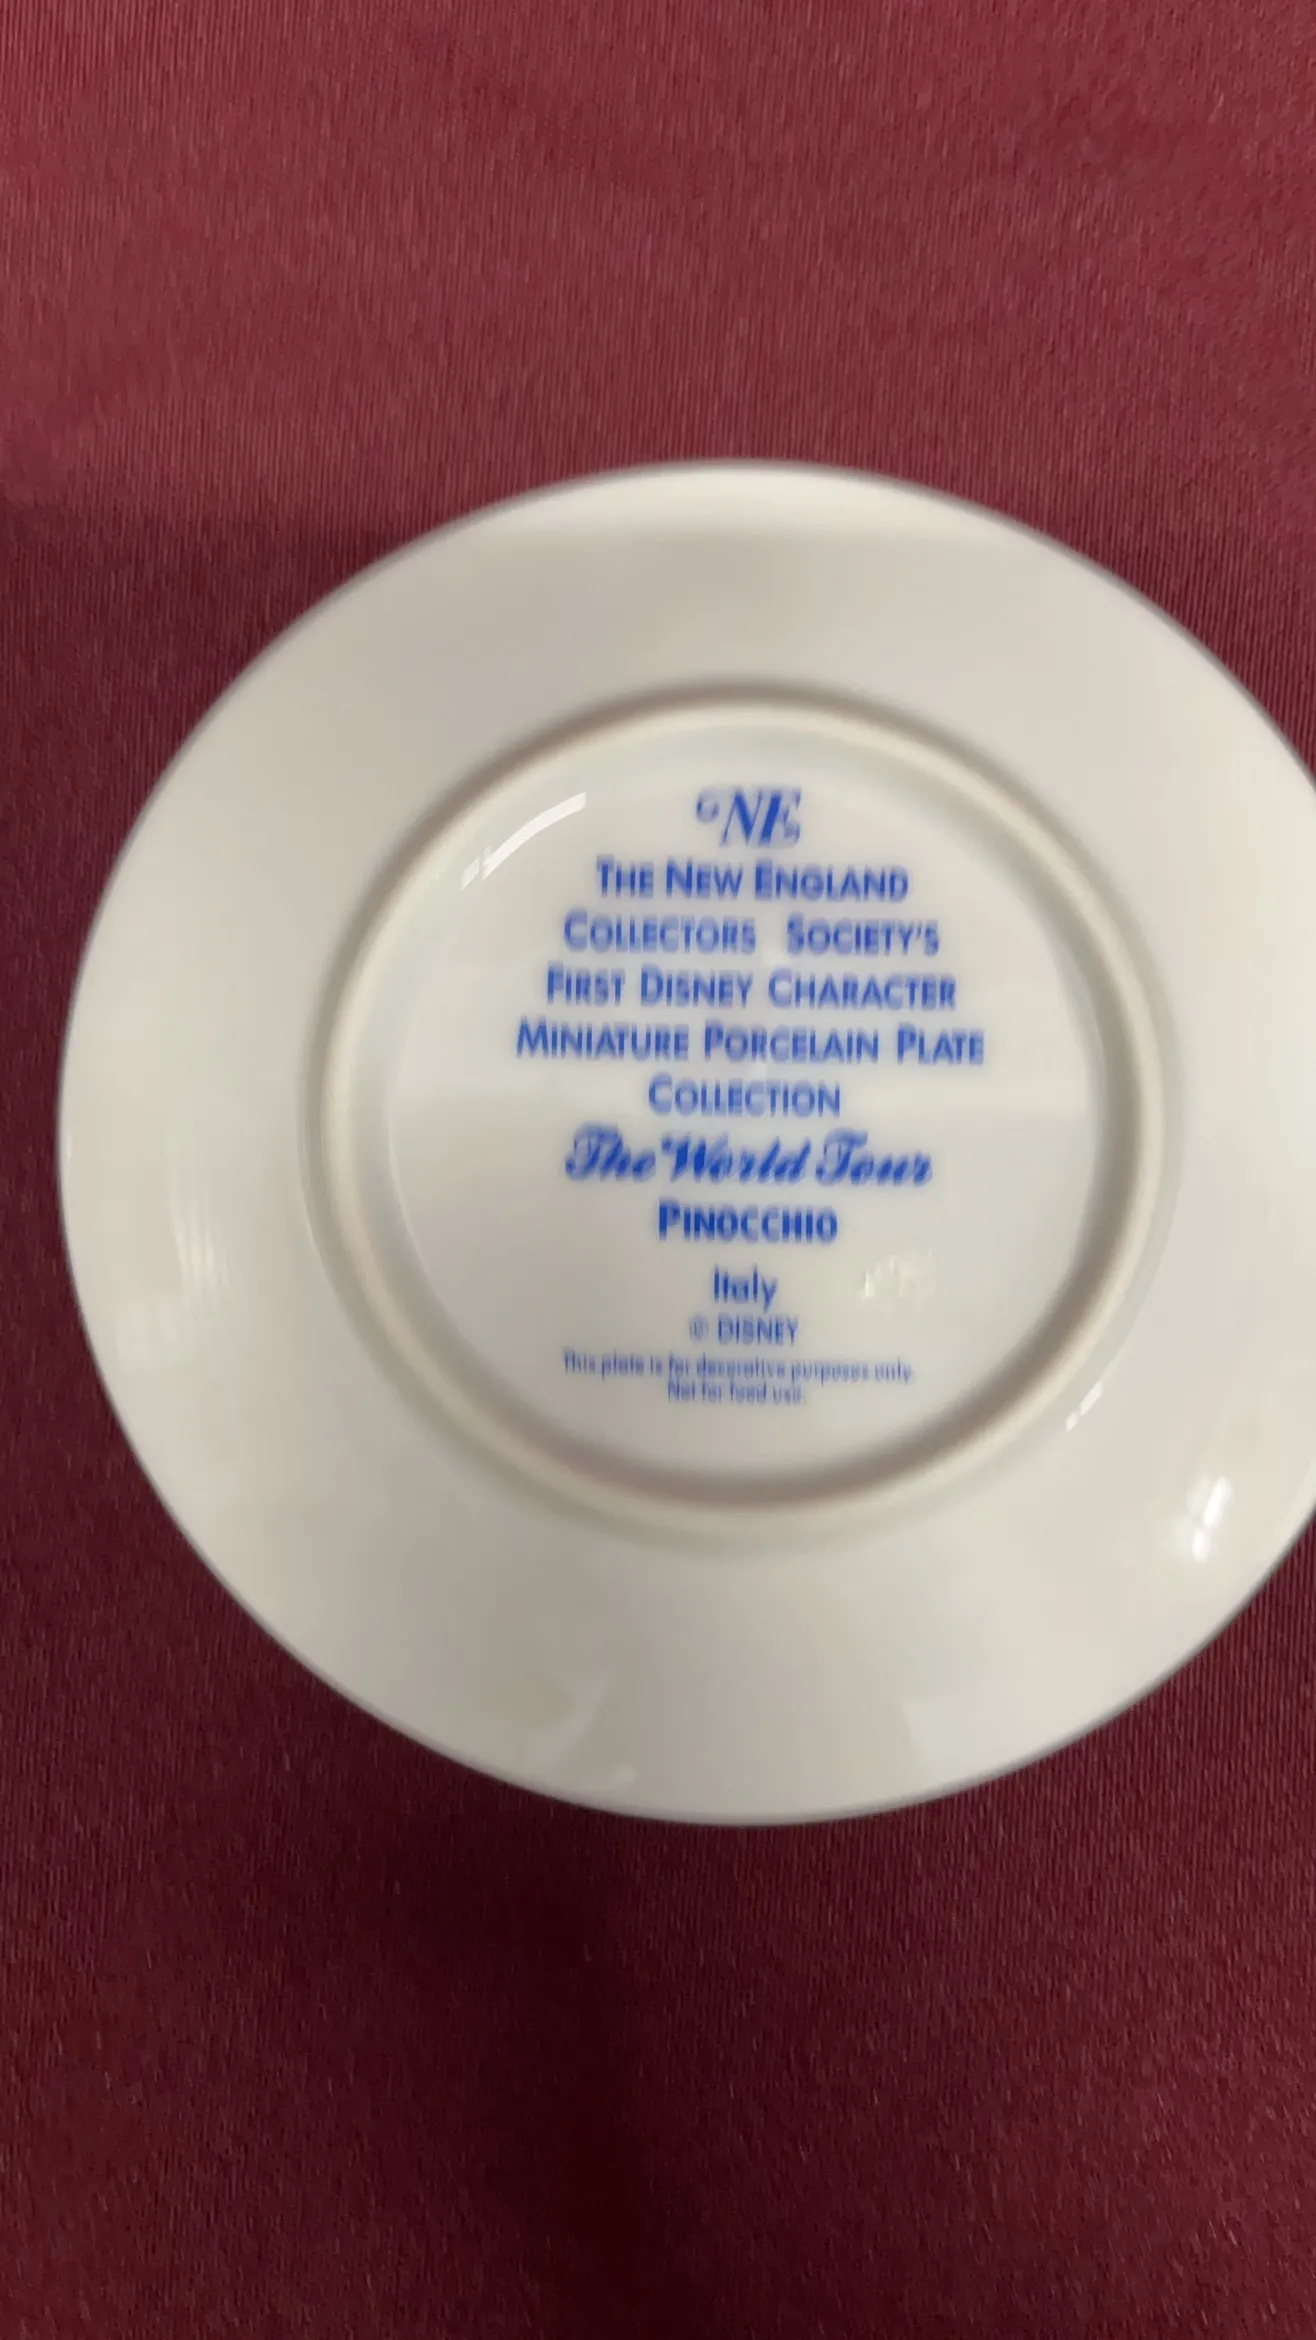 NE
THE NEW ENGLAND
COLLECTORS SOCIETY'S
FIRST DISNEY CHARACTER
MINIATURE PORCELAIN PLATE
COLLECTION
The World Tour
PINOCCHIO
Italy
© DISNEY
This plate is for decorative purposes only.
Not for food use.